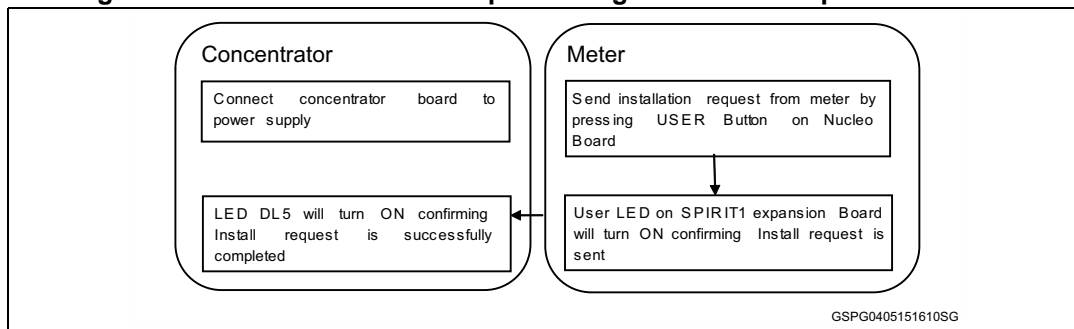 Concentrator
Connect concentrator board to
power supply
LED DL5 will turn ON confirming
Install request is successfully
completed
Meter
Send installation request from meter by
pressing USER Button on Nucleo
Board
User LED on SPIRIT1 expansion Board
will turn ON confirming Install request is
sent
GSPG0405151610SG